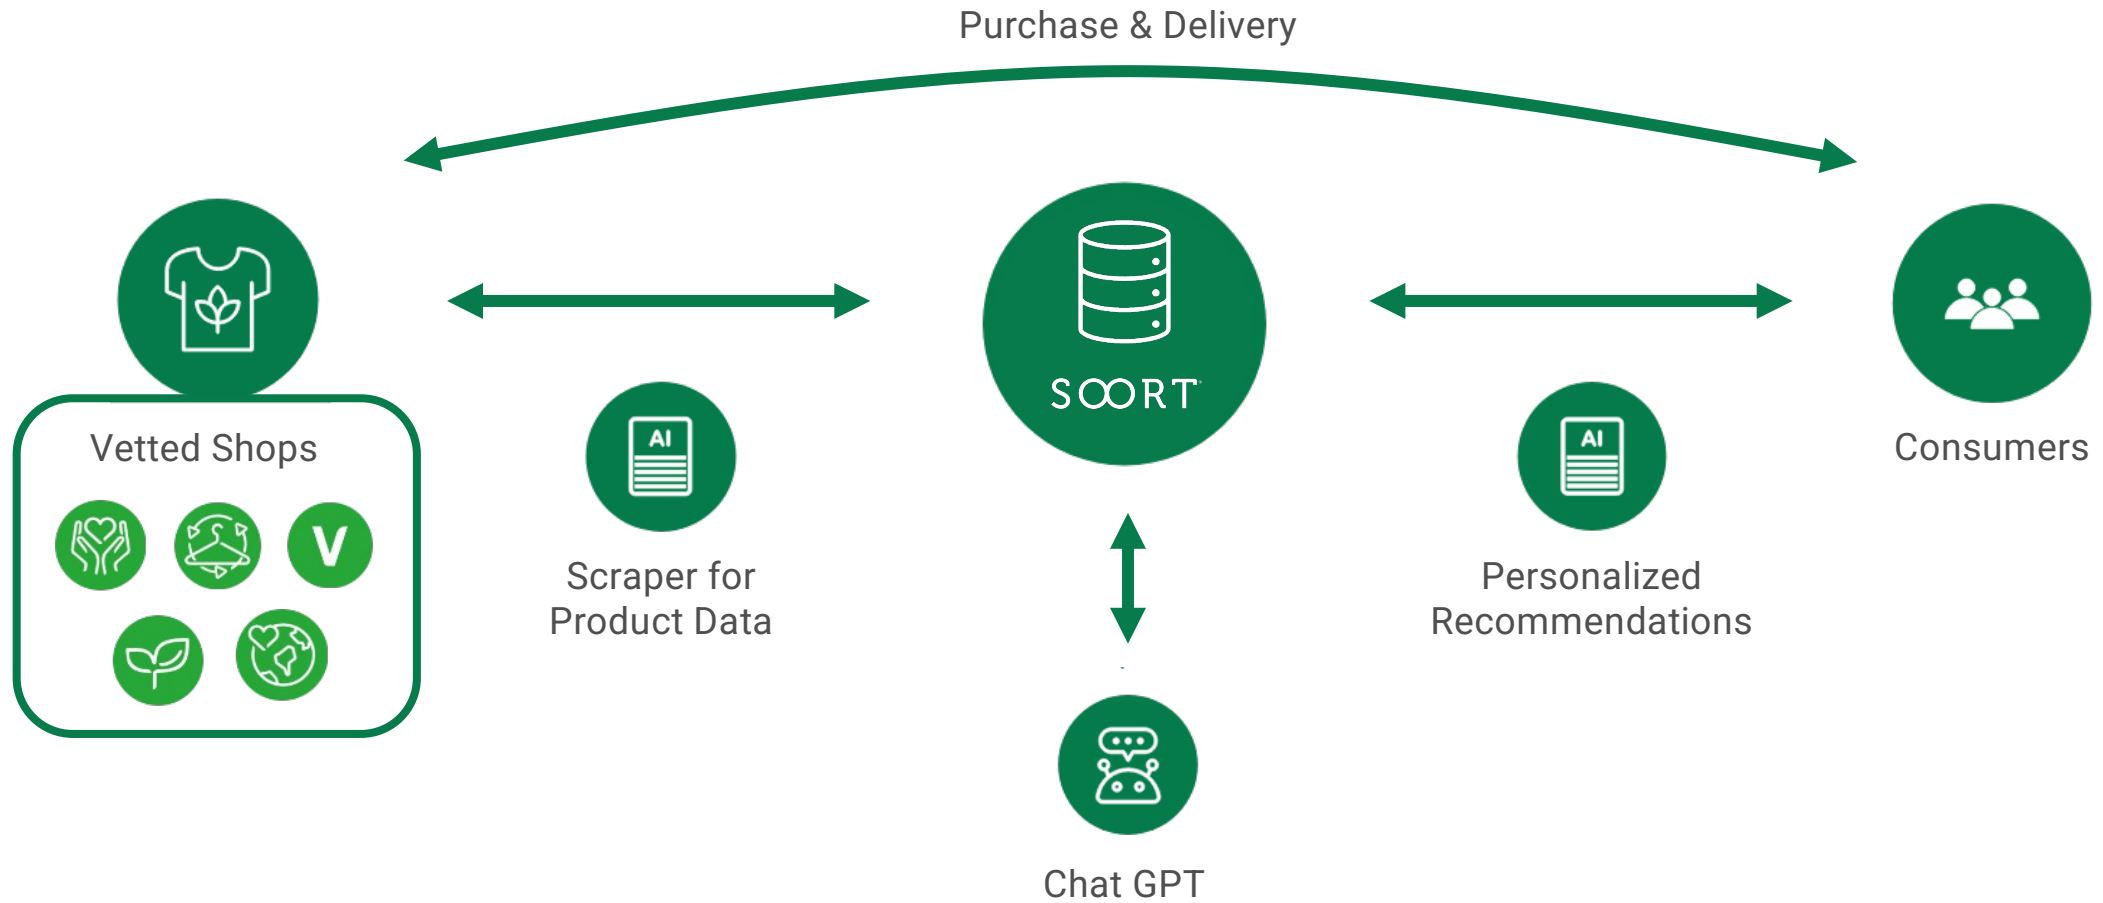 Purchase & Delivery
SOORT
Vetted Shops
AI
AI
Consumers
V
Scraper for
Product Data
Personalized
Recommendations
Chat GPT